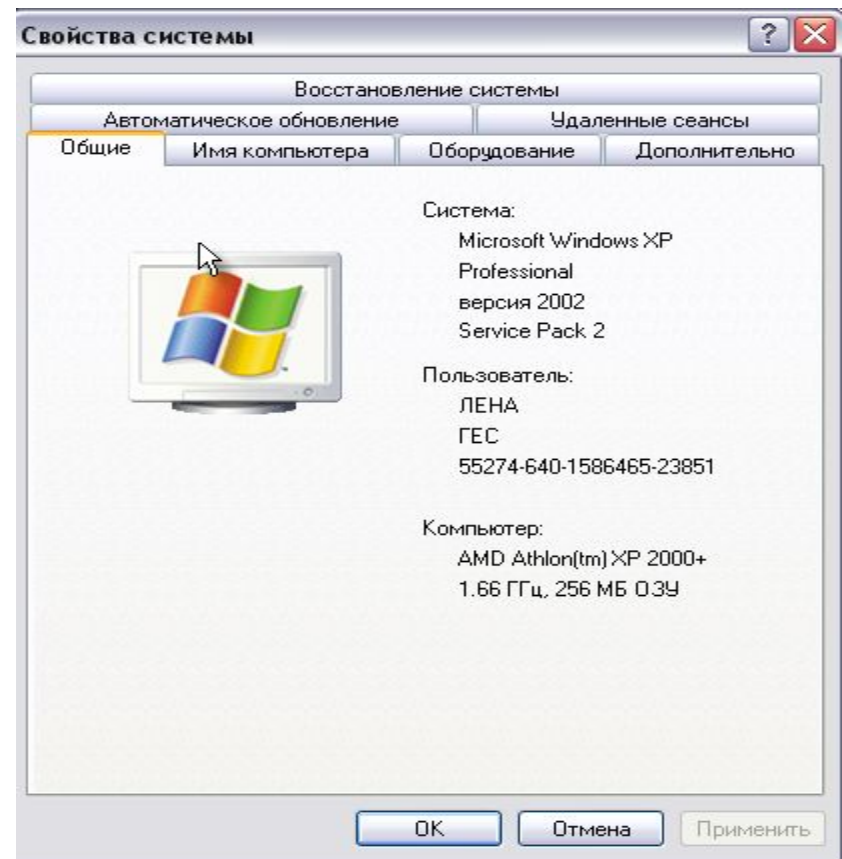 Свойства системы
Восстановление системы
Автоматическое обновление Удаленные сеансы
Общие Имя компьютера Оборудование Дополнительно
Система:
Microsoft Windows XP
Professional
версия 2002
Service Pack 2
Пользователь:
ЛЕНА
ГЕС
55274-640-1586465-23851
Компьютер:
AMD Athlon(tm) XP 2000+
1.66 ГГц, 256 МБ ОЗУ
OK Отмена Применить